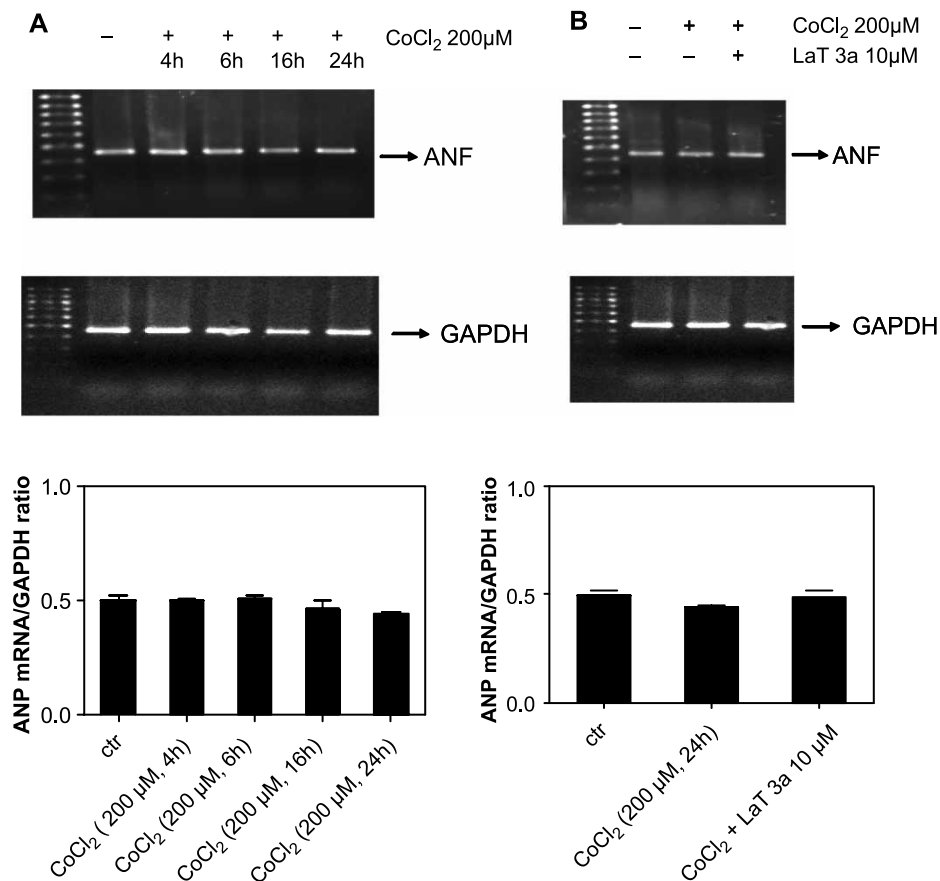 A
– + + + + CoCl2 200µM
4h 6h 16h 24h
ANF
GAPDH
ANP mRNA/GAPDH ratio
1.0
0.5
0.0
ctr
CoCl2 ( 200 µM, 4h)
CoCl2 (200 µM, 6h)
CoCl2 (200 µM, 16h)
CoCl2 (200 µM, 24h)
B
– + + CoCl2 200µM
– – + LaT 3a 10µM
ANF
GAPDH
ANP mRNA/GAPDH ratio
1.0
0.5
0.0
ctr
CoCl2 (200 µM, 24h)
CoCl2 + LaT 3a 10 µM